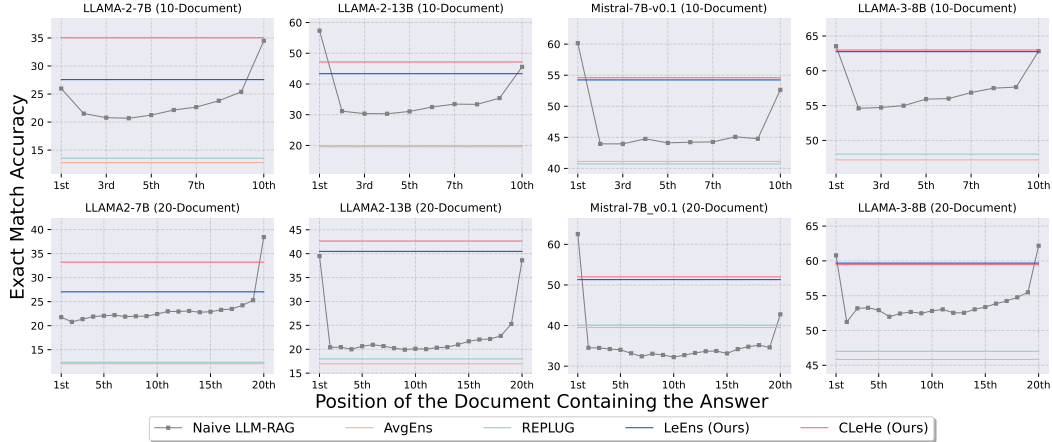 LLAMA-2-7B (10-Document)
LLAMA-2-13B (10-Document)
Mistral-7B-v0.1 (10-Document)
LLAMA-3-8B (10-Document)
35
30
25
20
15
1st 3rd 5th 7th 10th
60
50
40
30
20
1st 3rd 5th 7th 10th
60
55
50
45
40
1st 3rd 5th 7th 10th
65
60
55
50
1st 3rd 5th 7th 10th
Exact Match Accuracy
LLAMA2-7B (20-Document)
LLAMA2-13B (20-Document)
Mistral-7B_v0.1 (20-Document)
LLAMA-3-8B (20-Document)
40
35
30
25
20
15
1st 5th 10th 15th 20th
45
40
35
30
25
20
15
1st 5th 10th 15th 20th
60
50
40
30
1st 5th 10th 15th 20th
65
60
55
50
45
1st 5th 10th 15th 20th
Position of the Document Containing the Answer
Naive LLM-RAG AvgEns REPLUG LeEns (Ours) CLeHe (Ours)